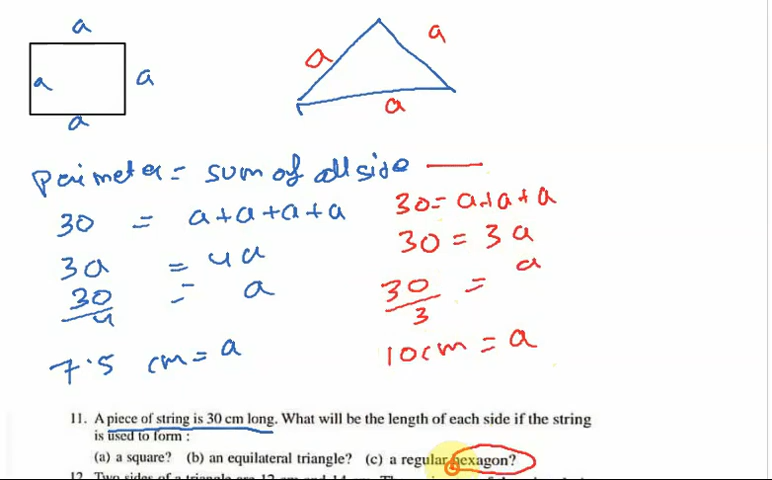 a
a
a
a
a
a
a
Perimeter = sum of all side
30 = a+a+a+a
30 = a+a+a
3a = 4a
30 = 3a
30/4 = a
30/3 = a
7.5 cm = a
10cm = a
11. A piece of string is 30 cm long. What will be the length of each side if the string
is used to form :
(a) a square? (b) an equilateral triangle? (c) a regular hexagon?